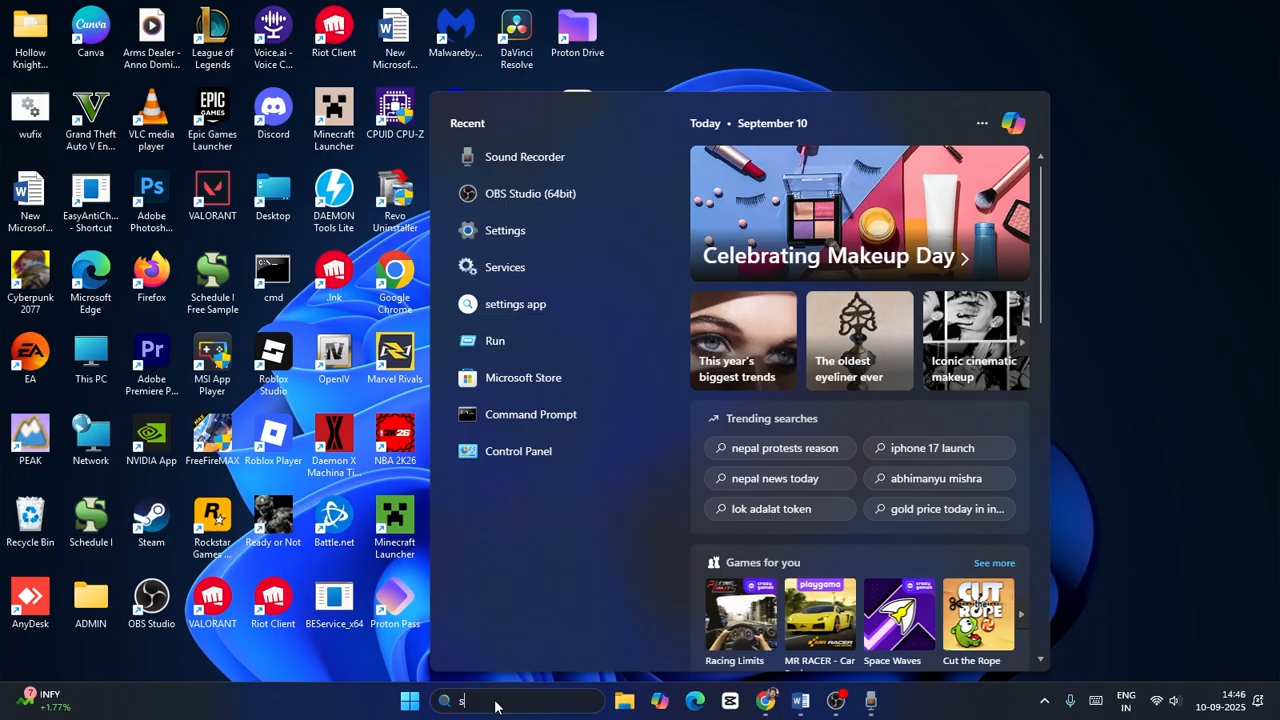 Hollow
Knight...
Canva
Arms Dealer -
Anno Domi...
League of
Legends
Voice.ai -
Voice C...
Riot Client
New
Microsof...
Malwareby...
DaVinci
Resolve
Proton Drive
wufix
Grand Theft
Auto V En...
VLC media
player
Epic Games
Launcher
Discord
Minecraft
Launcher
CPUID CPU-Z
New
Microsof...
EasyAntiCh...
- Shortcut
Adobe
Photosh...
VALORANT
Desktop
DAEMON
Tools Lite
Revo
Uninstaller
Cyberpunk
2077
Microsoft
Edge
Firefox
Schedule I
Free Sample
cmd
.lnk
Google
Chrome
EA
This PC
Adobe
Premiere P...
MSI App
Player
Roblox
Studio
OpenIV
Marvel Rivals
PEAK
Network
NVIDIA App
FreeFireMAX
Roblox Player
Daemon X
Machina Ti...
NBA 2K26
Recycle Bin
Schedule I
Steam
Rockstar
Games ...
Ready or Not
Battle.net
Minecraft
Launcher
AnyDesk
ADMIN
OBS Studio
VALORANT
Riot Client
BEService_x64
Proton Pass
Recent
Sound Recorder
OBS Studio (64bit)
Settings
Services
settings app
Run
Microsoft Store
Command Prompt
Control Panel
Today • September 10
Celebrating Makeup Day
This year's
biggest trends
The oldest
eyeliner ever
Iconic cinematic
makeup
Trending searches
nepal protests reason
iphone 17 launch
nepal news today
abhimanyu mishra
lok adalat token
gold price today in in...
Games for you
See more
Racing Limits
MR RACER - Car
Space Waves
Cut the Rope
7
INFY
+1.77%
s
ENG
IN
14:46
10-09-2025